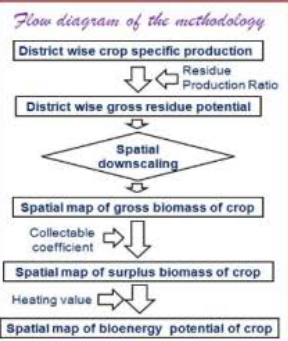 Flow diagram of the methodology
District wise crop specific production
Residue
Production Ratio
District wise gross residue potential
Spatial
downscaling
Spatial map of gross biomass of crop
Collectable
coefficient
Spatial map of surplus biomass of crop
Heating value
Spatial map of bioenergy potential of crop